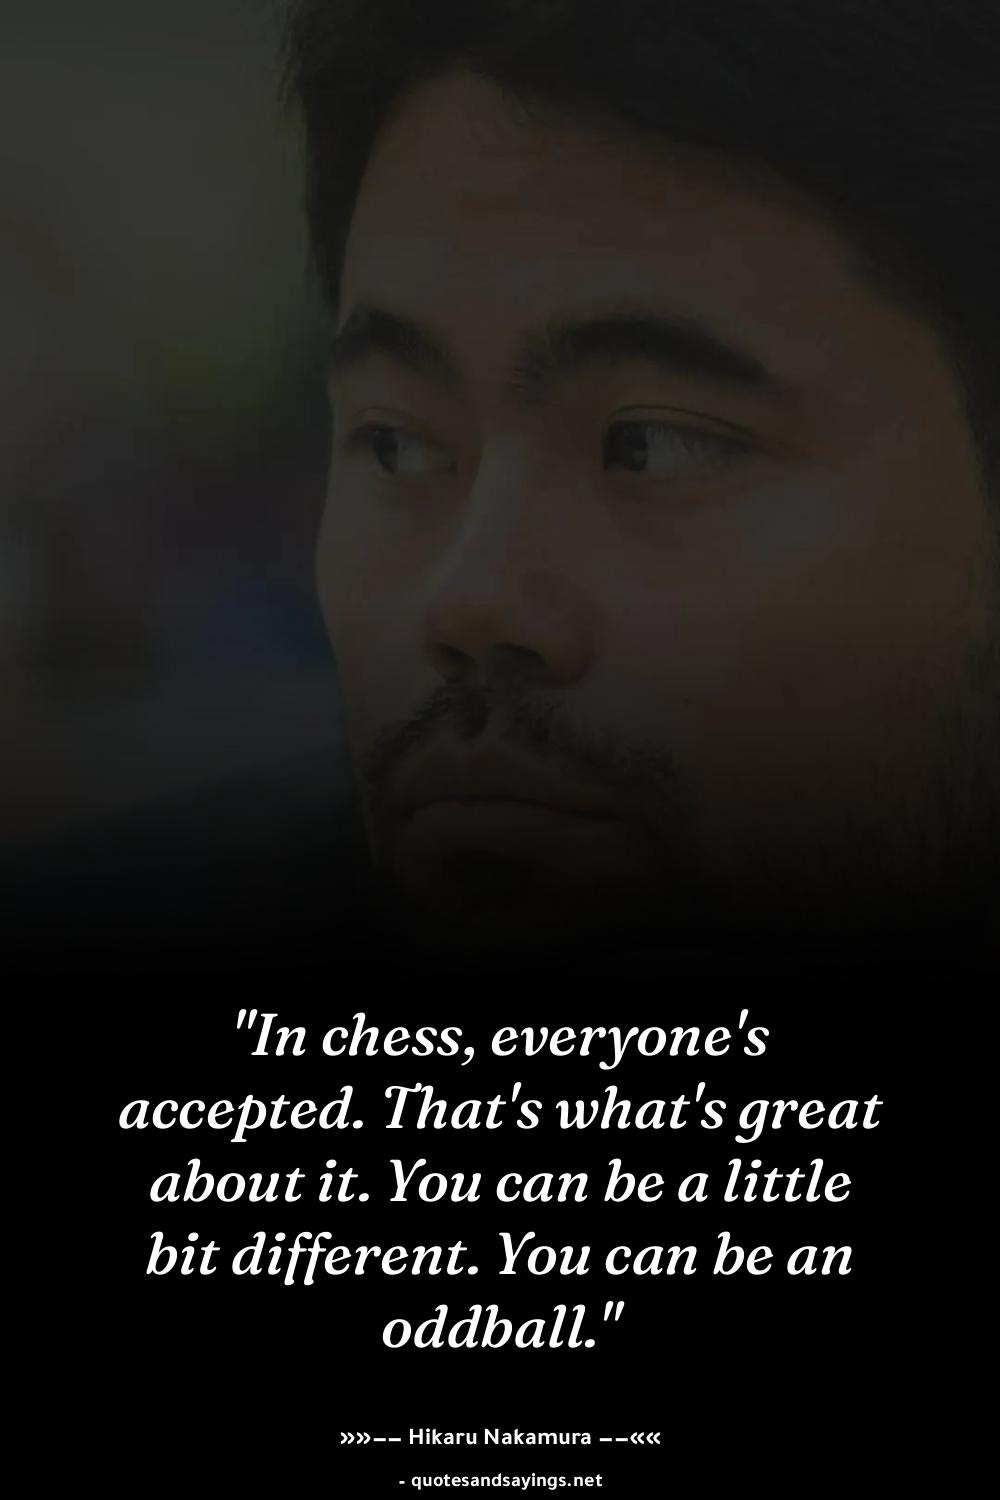 "In chess, everyone's
accepted. That's what's great
about it. You can be a little
bit different. You can be an
oddball."
»»–– Hikaru Nakamura ––««
- quotesandsayings.net